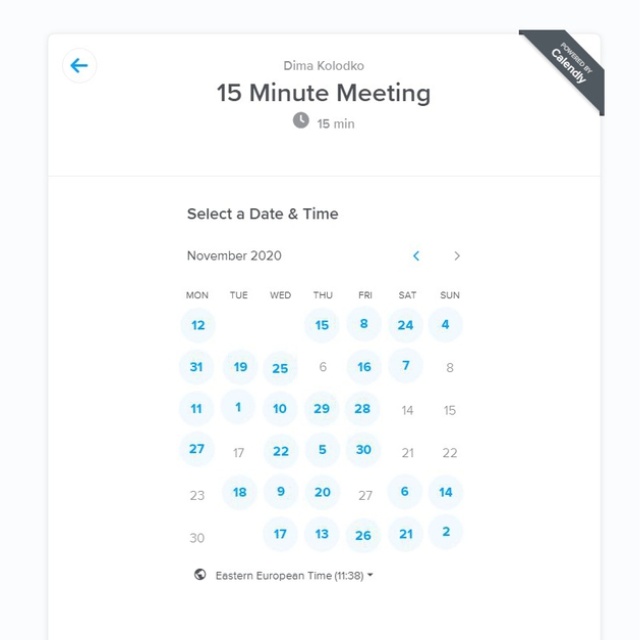 POWERED BY
Calendly
Dima Kolodko
15 Minute Meeting
15 min
Select a Date & Time
November 2020
MON TUE WED THU FRI SAT SUN
12 15 8 24 4
31 19 25 6 16 7 8
11 1 10 29 28 14 15
27 17 22 5 30 21 22
23 18 9 20 27 6 14
30 17 13 26 21 2
Eastern European Time (11:38)